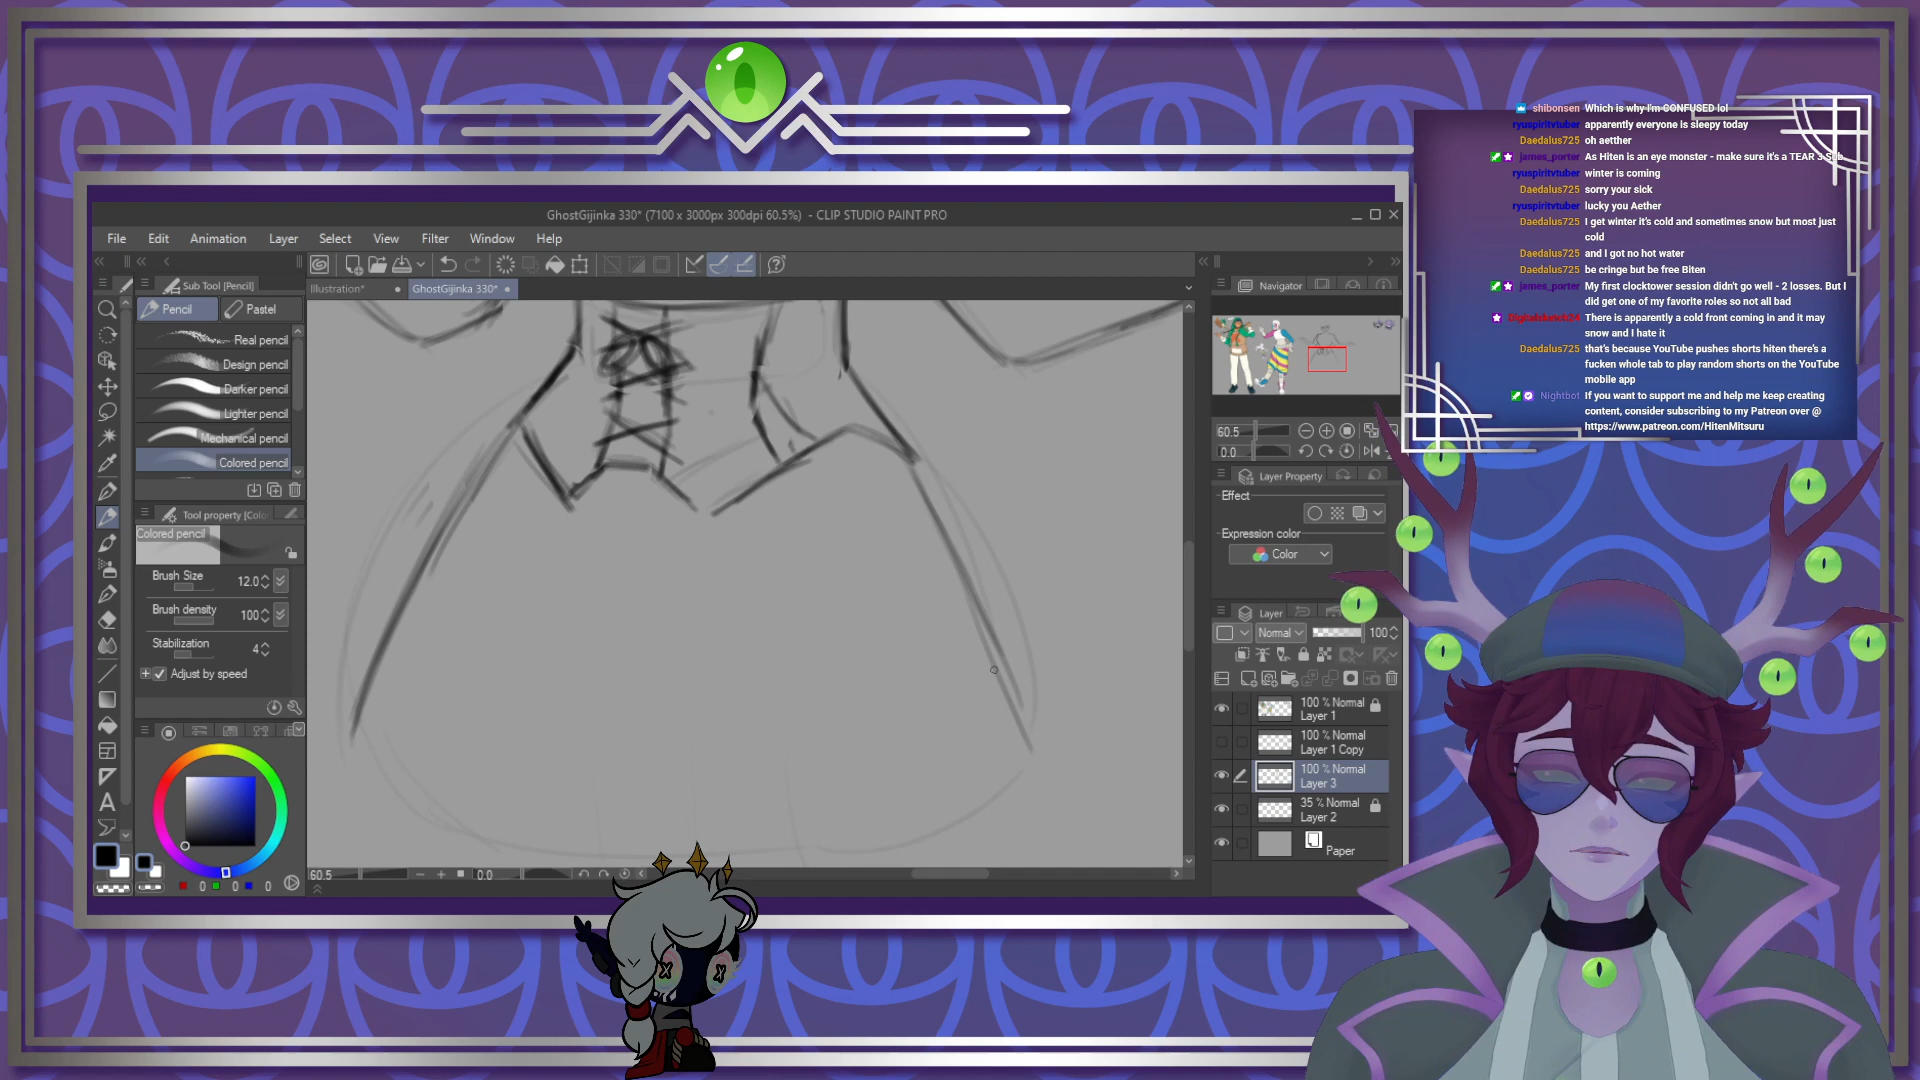 GhostGijinka 330* (7100 x 3000px 300dpi 60.5%) - CLIP STUDIO PAINT PRO
File Edit Animation Layer Select View Filter Window Help
Sub Tool [Pencil]
Pencil Pastel
Real pencil
Design pencil
Darker pencil
Lighter pencil
Mechanical pencil
Colored pencil
Tool property [Colo
Colored pencil
Brush Size 12.0
Brush density 100
Stabilization 4
Adjust by speed
0 0 0
Illustration* GhostGijinka 330*
60.5 0.0
Navigator
60.5
0.0
Layer Property
Effect
Expression color
Color
Layer
Normal 100
100 % Normal
Layer 1
100 % Normal
Layer 1 Copy
100 % Normal
Layer 3
35 % Normal
Layer 2
Paper
shibonsen Which is why I'm CONFUSED lol
ryuspiritvtuber apparently everyone is sleepy today
Daedalus725 oh aetther
james_porter As Hiten is an eye monster - make sure it's a TEAR 3 Sub
ryuspiritvtuber winter is coming
Daedalus725 sorry your sick
ryuspiritvtuber lucky you Aether
Daedalus725 I get winter it's cold and sometimes snow but most just
cold
Daedalus725 and I got no hot water
Daedalus725 be cringe but be free Biten
james_porter My first clocktower session didn't go well - 2 losses. But I
did get one of my favorite roles so not all bad
There is apparently a cold front coming in and it may
snow and I hate it
Daedalus725 that's because YouTube pushes shorts hiten there's a
fucken whole tab to play random shorts on the YouTube
mobile app
Nightbot If you want to support me and help me keep creating
content, consider subscribing to my Patreon over @
https://www.patreon.com/HitenMitsuru